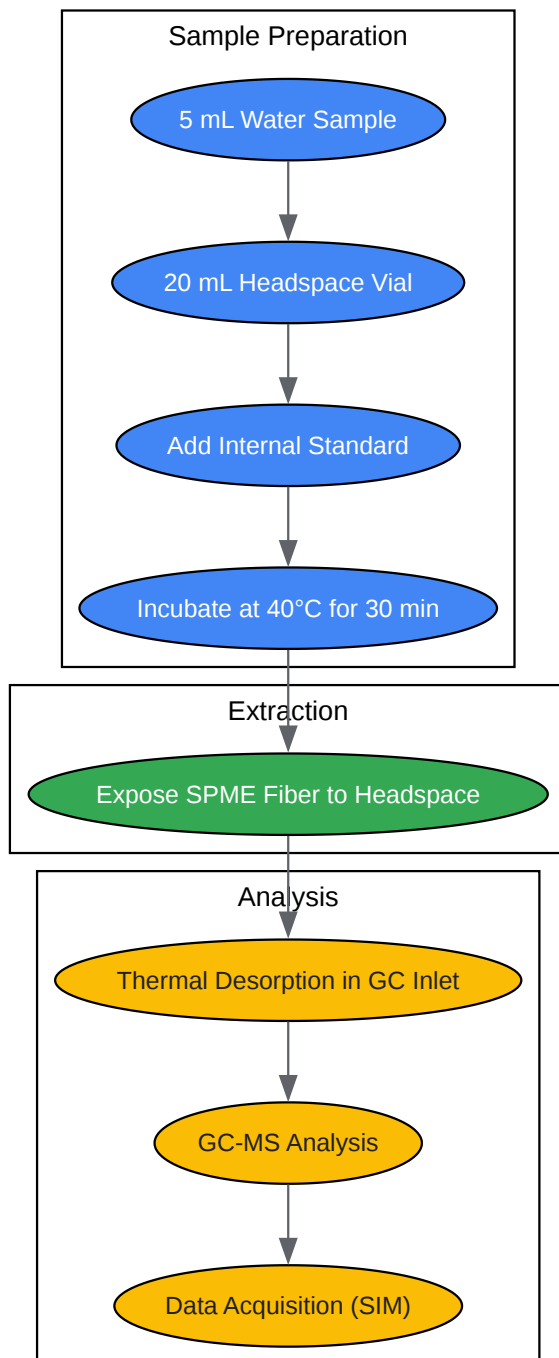 Sample Preparation
5 mL Water Sample
20 mL Headspace Vial
Add Internal Standard
Incubate at 40°C for 30 min
Extraction
Expose SPME Fiber to Headspace
Analysis
Thermal Desorption in GC Inlet
GC-MS Analysis
Data Acquisition (SIM)